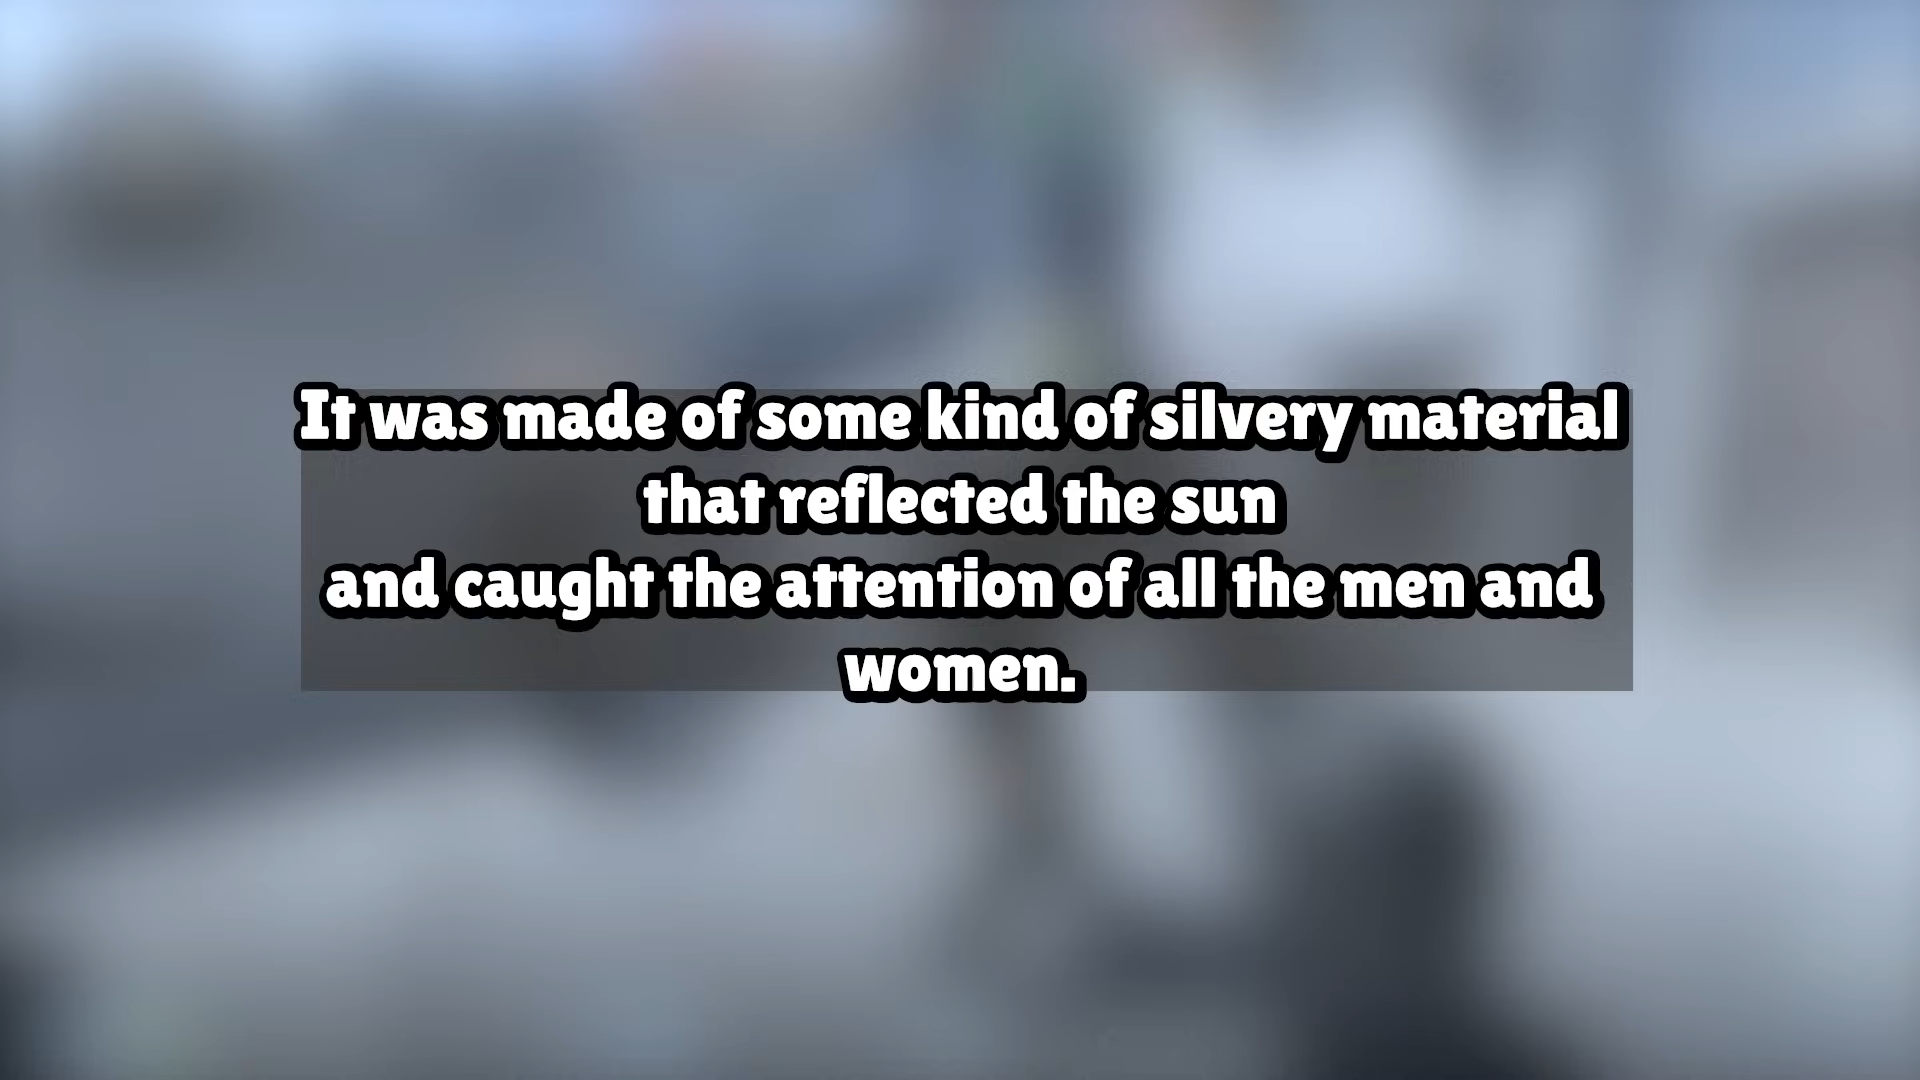 It was made of some kind of silvery material
that reflected the sun
and caught the attention of all the men and
women.